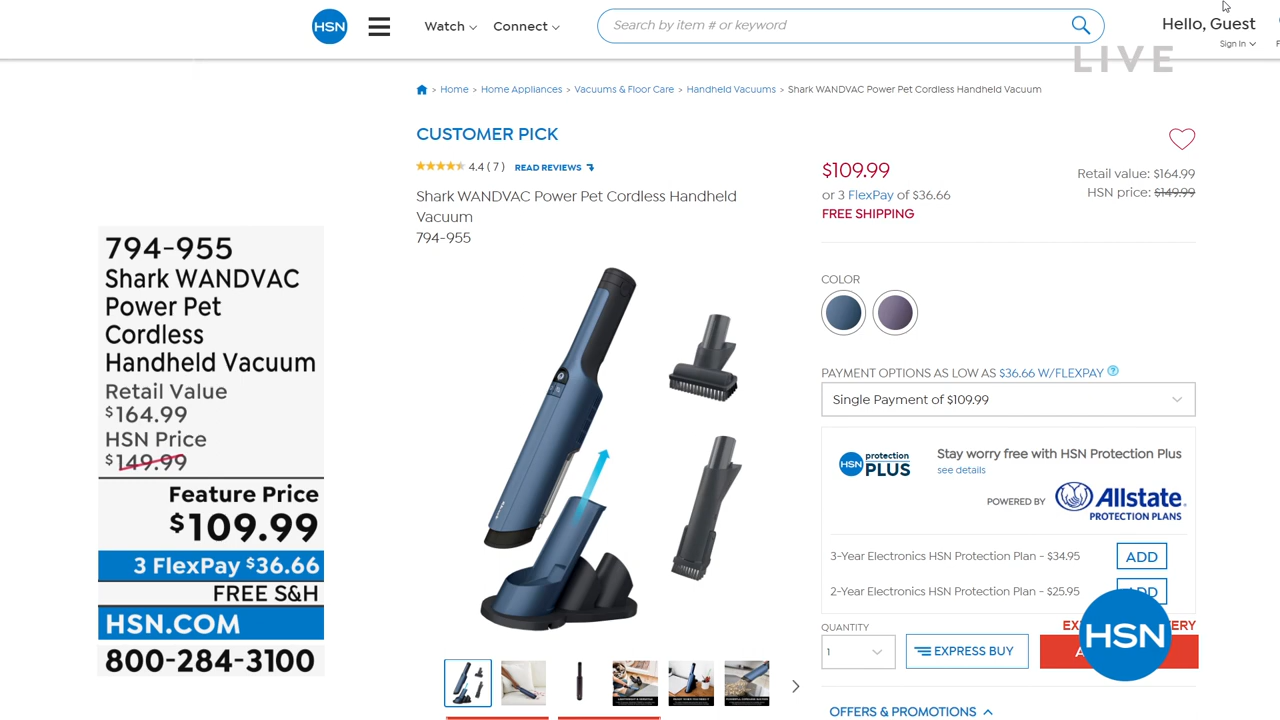 HSN
Watch
Connect
Search by item # or keyword
Hello, Guest
Sign In
LIVE
Home > Home Appliances > Vacuums & Floor Care > Handheld Vacuums > Shark WANDVAC Power Pet Cordless Handheld Vacuum
CUSTOMER PICK
4.4 ( 7 ) READ REVIEWS
Shark WANDVAC Power Pet Cordless Handheld
Vacuum
794-955
$109.99
or 3 FlexPay of $36.66
FREE SHIPPING
Retail value: $164.99
HSN price: $149.99
COLOR
PAYMENT OPTIONS AS LOW AS $36.66 W/FLEXPAY ?
Single Payment of $109.99
HSN protection PLUS
Stay worry free with HSN Protection Plus
see details
POWERED BY Allstate
PROTECTION PLANS
3-Year Electronics HSN Protection Plan - $34.95 ADD
2-Year Electronics HSN Protection Plan - $25.95
QUANTITY
1
EXPRESS BUY
HSN
OFFERS & PROMOTIONS
794-955
Shark WANDVAC
Power Pet
Cordless
Handheld Vacuum
Retail Value
$164.99
HSN Price
$149.99
Feature Price
$109.99
3 FlexPay $36.66
FREE S&H
HSN.COM
800-284-3100